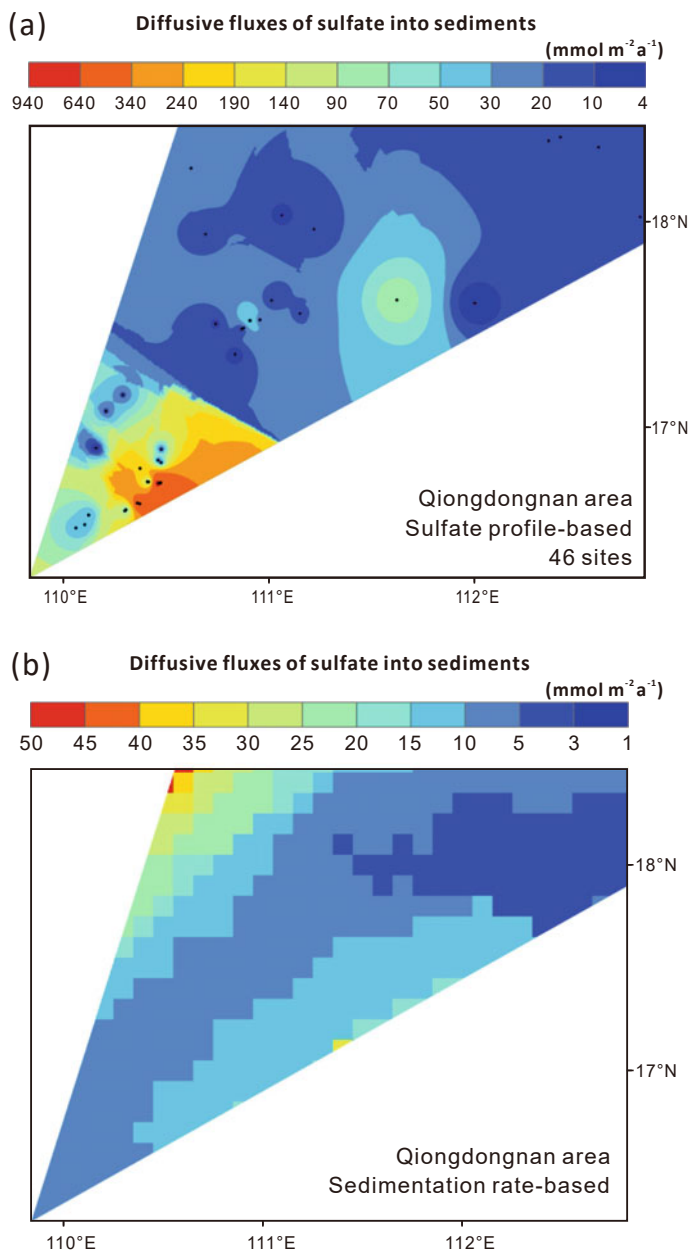 (a)
Diffusive fluxes of sulfate into sediments
(mmol m⁻² a⁻¹)
940 640 340 240 190 140 90 70 50 30 20 10 4
18°N
17°N
Qiongdongnan area
Sulfate profile-based
46 sites
110°E 111°E 112°E
(b)
Diffusive fluxes of sulfate into sediments
(mmol m⁻² a⁻¹)
50 45 40 35 30 25 20 15 10 5 3 1
18°N
17°N
Qiongdongnan area
Sedimentation rate-based
110°E 111°E 112°E